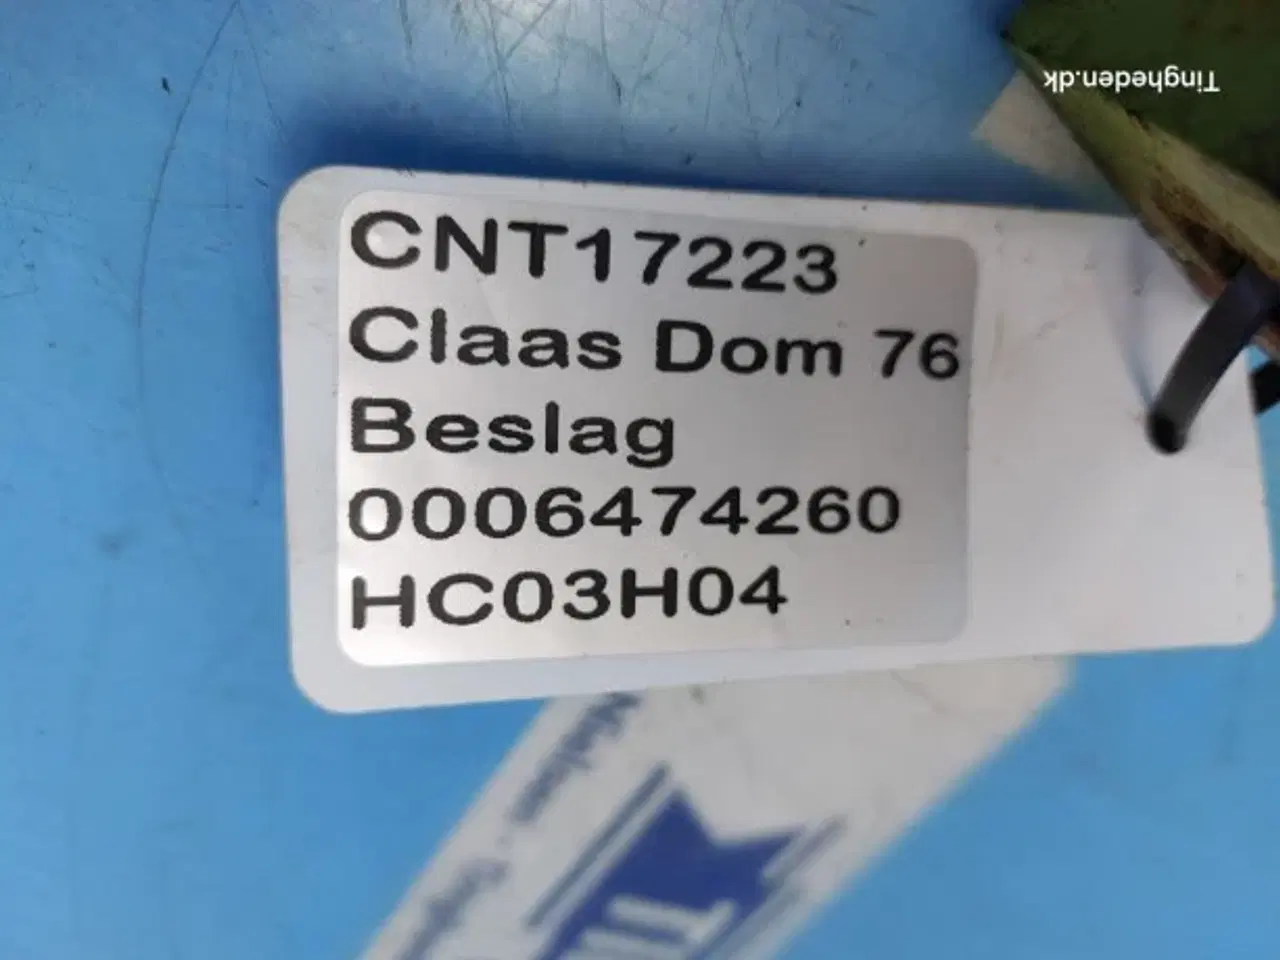 Tingheden.dk
CNT17223
Claas Dom 76
Beslag
0006474260
HC03H04